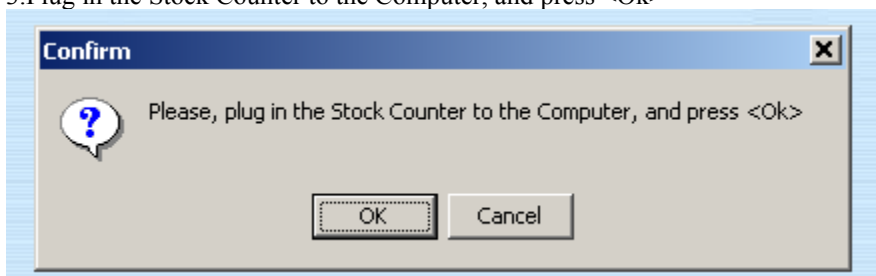 3.Plug in the Stock Counter to the Computer, and press <Ok>
Confirm
Please, plug in the Stock Counter to the Computer, and press <Ok>
OK Cancel